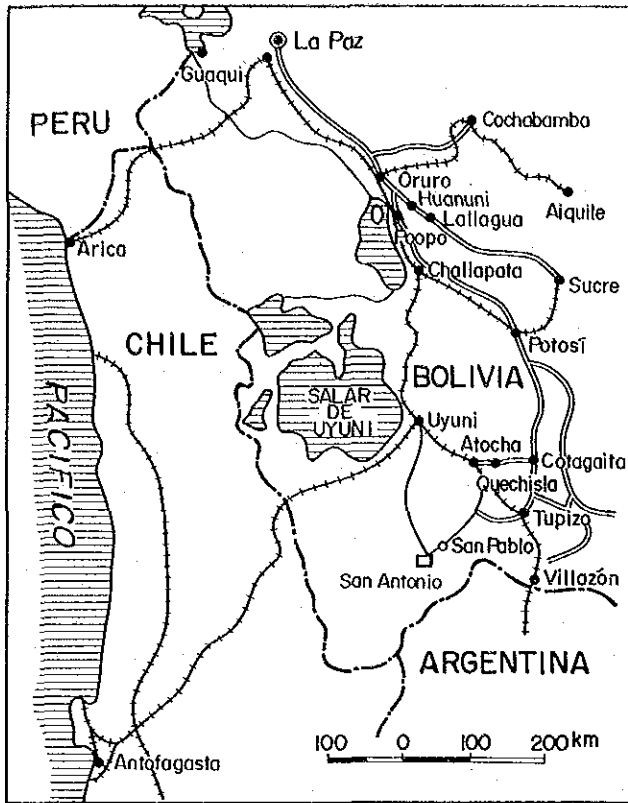 La Paz
Guaqui
PERU
Cochabamba
Oruro
Huanuni
Lallagua
Aiquile
Poopo
Arica
Challapata
Sucre
CHILE
Potosí
BOLIVIA
PACIFICO
SALAR
DE
UYUNI
Uyuni
Atocha
Cotagaita
Quechisla
Tupiza
San Pablo
San Antonio
Villazón
ARGENTINA
100 0 100 200 km
Antofagasta